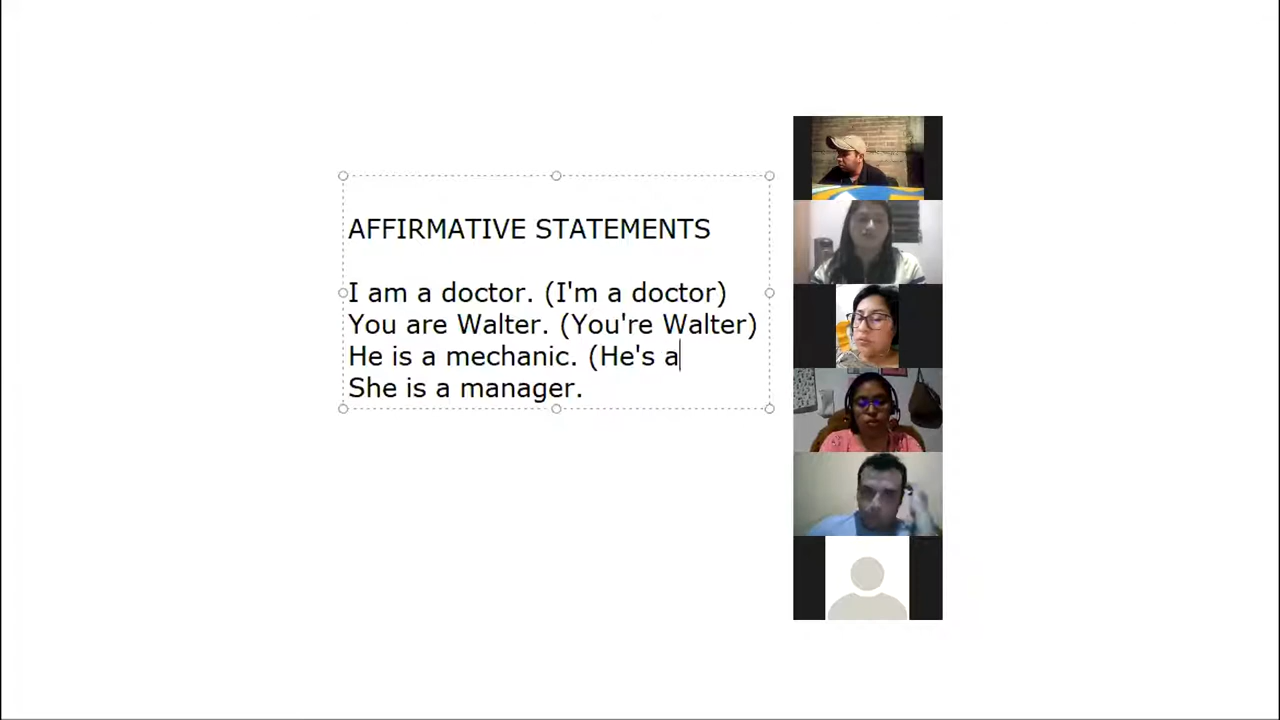 AFFIRMATIVE STATEMENTS
I am a doctor. (I'm a doctor)
You are Walter. (You're Walter)
He is a mechanic. (He's a
She is a manager.